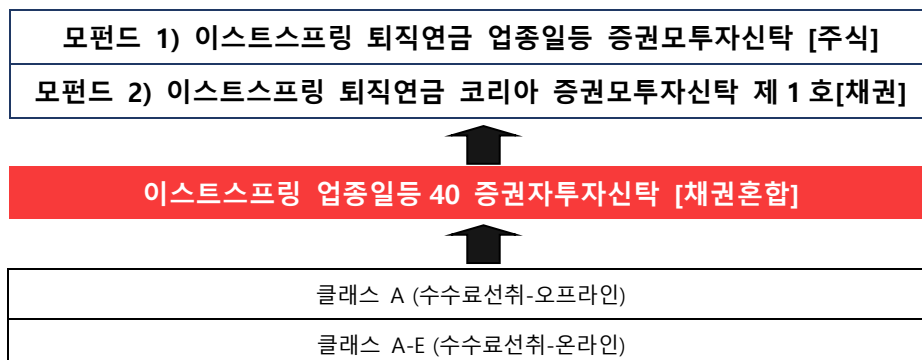 모펀드 1) 이스트스프링 퇴직연금 업종일등 증권모투자신탁 [주식]
모펀드 2) 이스트스프링 퇴직연금 코리아 증권모투자신탁 제 1 호[채권]
이스트스프링 업종일등 40 증권자투자신탁 [채권혼합]
클래스 A (수수료선취-오프라인)
클래스 A-E (수수료선취-온라인)